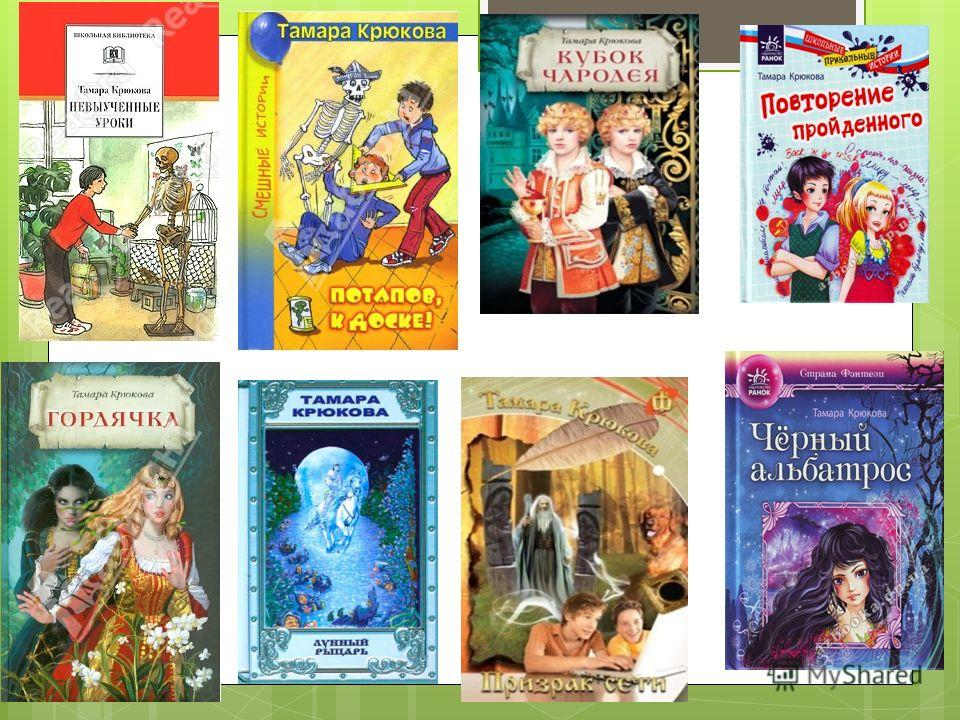 ШКОЛЬНАЯ БИБЛИОТЕКА
Тамара Крюкова
НЕВЫУЧЕННЫЕ
УРОКИ
Тамара Крюкова
СМЕШНЫЕ ИСТОРИИ
ПОТАПОВ,
К ДОСКЕ!
Тамара Крюкова
КУБОК
ЧАРОДЕЯ
РАНОК
ШКОЛЬНЫЕ
ПРИКОЛЬНЫЕ
ИСТОРИИ
Тамара Крюкова
Повторение
пройденного
Тамара Крюкова
ГОРДЯЧКА
ТАМАРА
КРЮКОВА
ЛУННЫЙ
РЫЦАРЬ
Тамара Крюкова
Призрак сети
РАНОК
Страна Фэнтези
Тамара Крюкова
Чёрный
альбатрос
MyShared